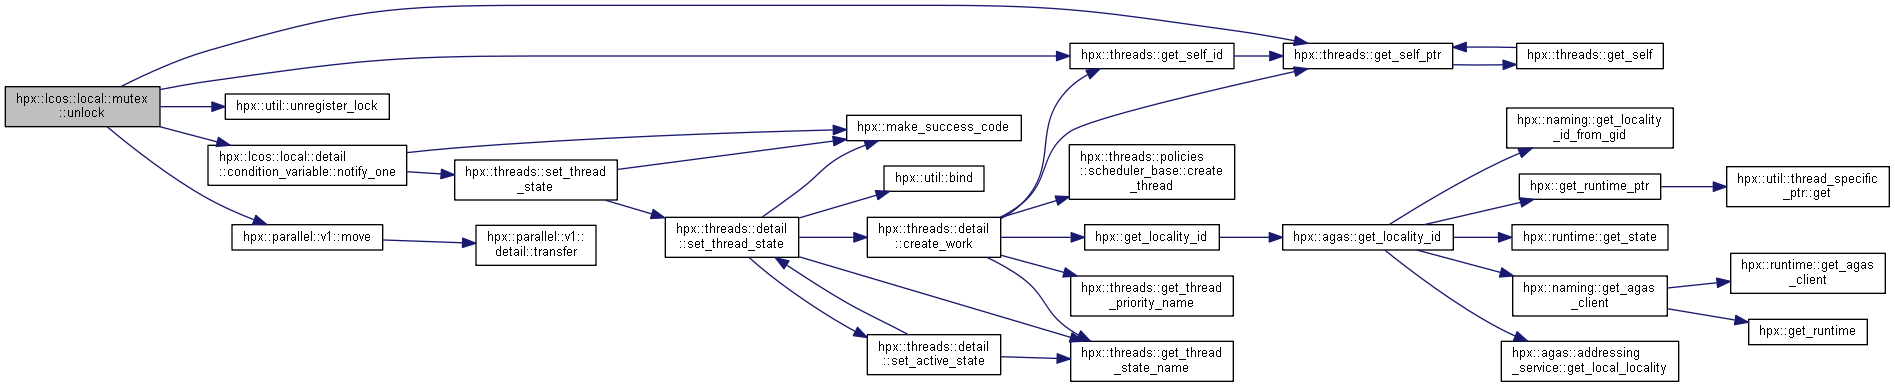 hpx::lcos::local::mutex
::unlock
hpx::util::unregister_lock
hpx::lcos::local::detail
::condition_variable::notify_one
hpx::parallel::v1::move
hpx::threads::set_thread
_state
hpx::parallel::v1::
detail::transfer
hpx::threads::detail
::set_thread_state
hpx::make_success_code
hpx::util::bind
hpx::threads::detail
::create_work
hpx::threads::detail
::set_active_state
hpx::threads::get_self_id
hpx::threads::policies
::scheduler_base::create
_thread
hpx::get_locality_id
hpx::threads::get_thread
_priority_name
hpx::threads::get_thread
_state_name
hpx::threads::get_self_ptr
hpx::agas::get_locality_id
hpx::threads::get_self
hpx::naming::get_locality
_id_from_gid
hpx::get_runtime_ptr
hpx::runtime::get_state
hpx::naming::get_agas
_client
hpx::agas::addressing
_service::get_local_locality
hpx::util::thread_specific
_ptr::get
hpx::runtime::get_agas
_client
hpx::get_runtime